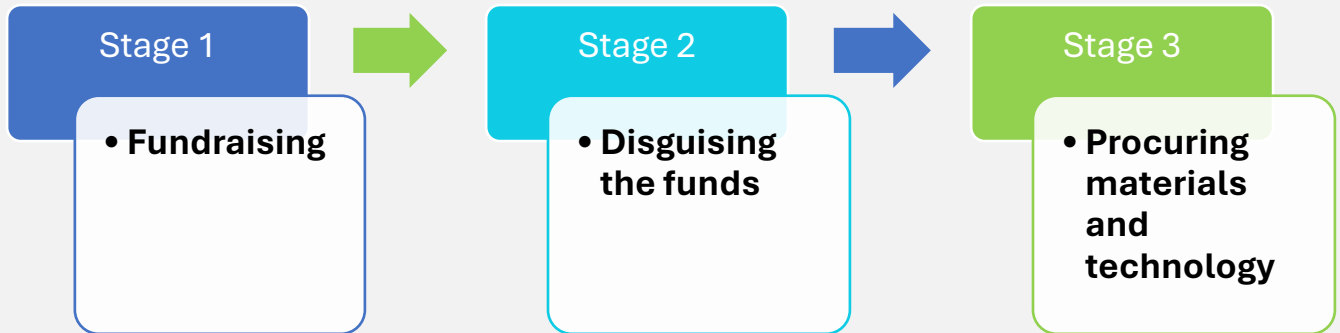 Stage 1
• Fundraising
Stage 2
• Disguising
the funds
Stage 3
• Procuring
materials
and
technology